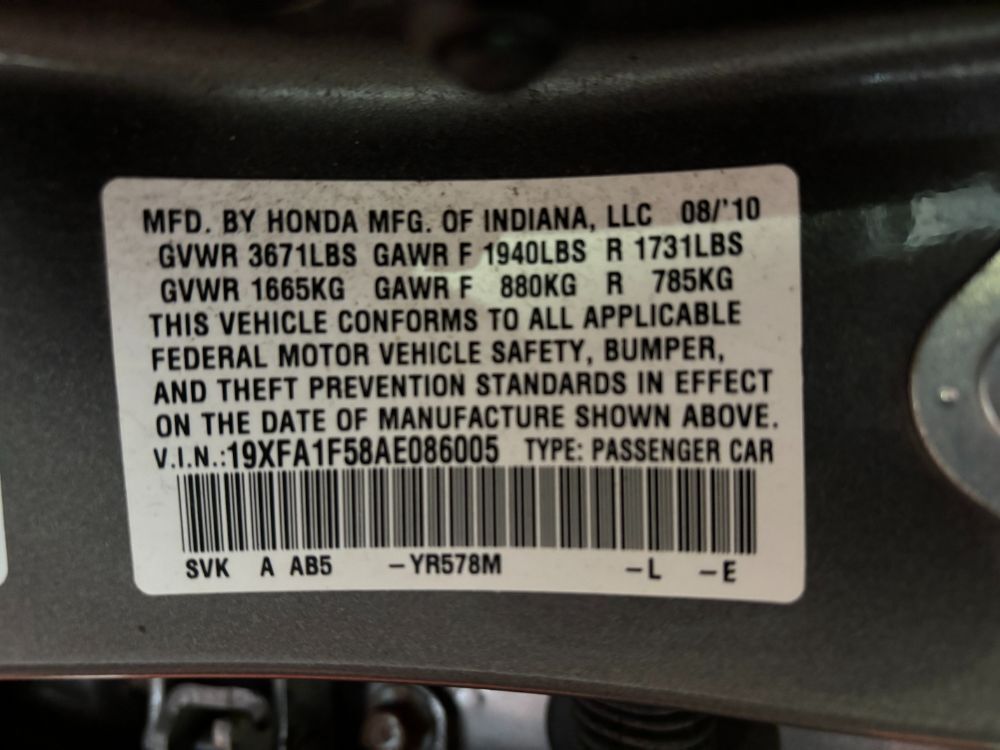 MFD. BY HONDA MFG. OF INDIANA, LLC 08/'10
GVWR 3671LBS GAWR F 1940LBS R 1731LBS
GVWR 1665KG GAWR F 880KG R 785KG
THIS VEHICLE CONFORMS TO ALL APPLICABLE
FEDERAL MOTOR VEHICLE SAFETY, BUMPER,
AND THEFT PREVENTION STANDARDS IN EFFECT
ON THE DATE OF MANUFACTURE SHOWN ABOVE.
V.I.N.:19XFA1F58AE086005 TYPE: PASSENGER CAR
SVK A AB5 -YR578M -L -E